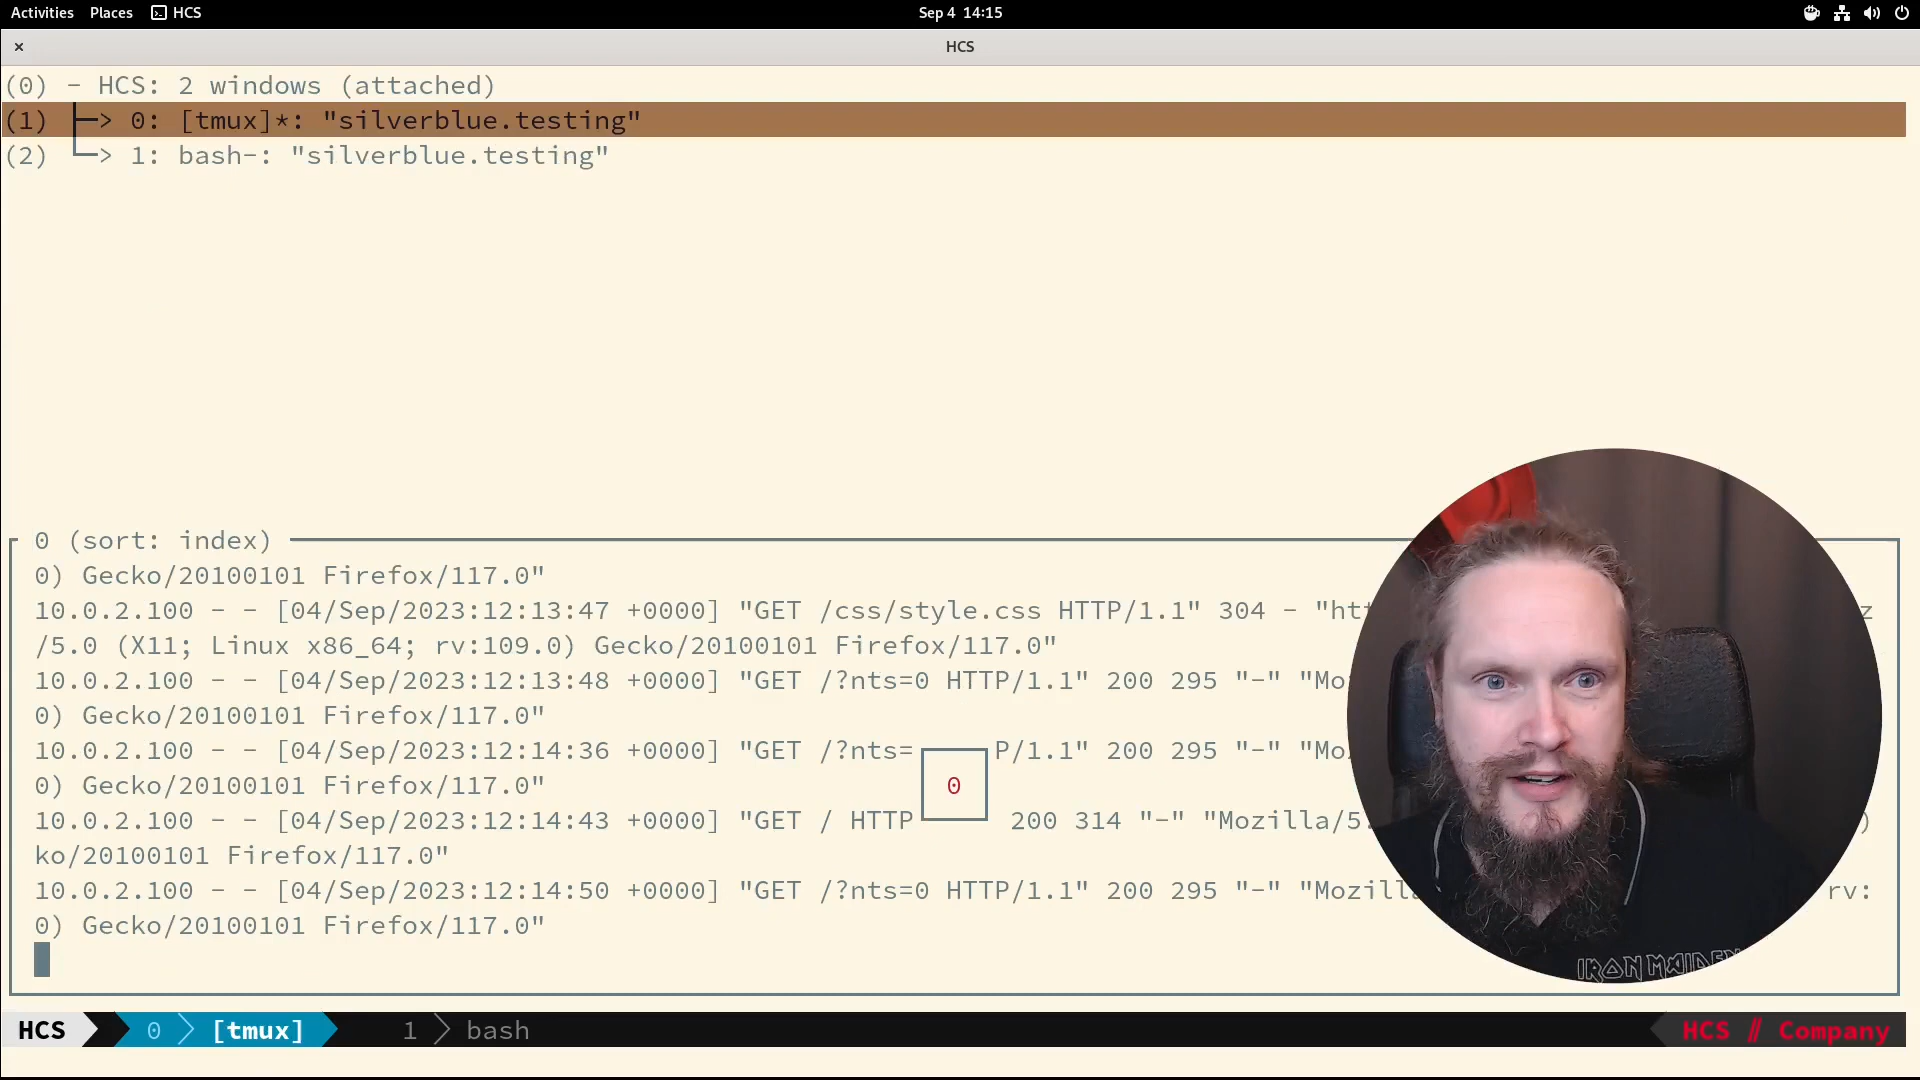 Activities Places HCS Sep 4 14:15
× HCS
(0) - HCS: 2 windows (attached)
(1) ├─> 0: [tmux]*: "silverblue.testing"
(2) └─> 1: bash-: "silverblue.testing"
0 (sort: index)
0) Gecko/20100101 Firefox/117.0"
10.0.2.100 - - [04/Sep/2023:12:13:47 +0000] "GET /css/style.css HTTP/1.1" 304 - "htt z
/5.0 (X11; Linux x86_64; rv:109.0) Gecko/20100101 Firefox/117.0"
10.0.2.100 - - [04/Sep/2023:12:13:48 +0000] "GET /?nts=0 HTTP/1.1" 200 295 "-" "Mo
0) Gecko/20100101 Firefox/117.0"
10.0.2.100 - - [04/Sep/2023:12:14:36 +0000] "GET /?nts= P/1.1" 200 295 "-" "Mo
0) Gecko/20100101 Firefox/117.0"
0
10.0.2.100 - - [04/Sep/2023:12:14:43 +0000] "GET / HTTP 200 314 "-" "Mozilla/5. )
ko/20100101 Firefox/117.0"
10.0.2.100 - - [04/Sep/2023:12:14:50 +0000] "GET /?nts=0 HTTP/1.1" 200 295 "-" "Mozill rv:
0) Gecko/20100101 Firefox/117.0"
IRON MAIDEN
HCS 0 [tmux] 1 bash HCS // Company